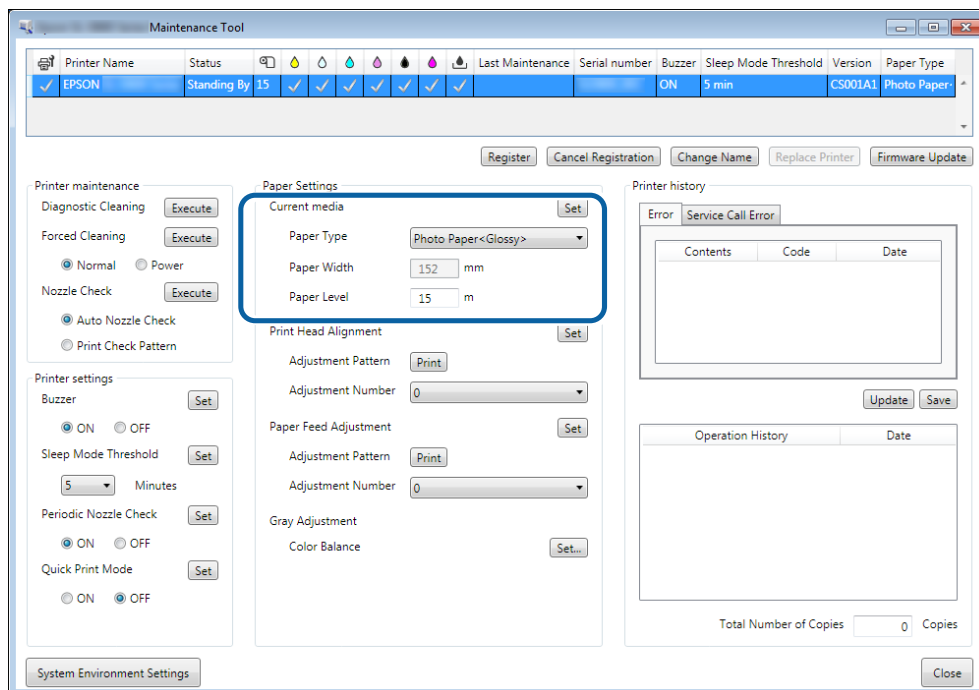 Maintenance Tool
Printer Name Status Last Maintenance Serial number Buzzer Sleep Mode Threshold Version Paper Type
EPSON Standing By 15 ON 5 min CS001A1 Photo Paper
Register Cancel Registration Change Name Replace Printer Firmware Update
Printer maintenance
Diagnostic Cleaning Execute
Forced Cleaning Execute
Normal Power
Nozzle Check Execute
Auto Nozzle Check
Print Check Pattern
Printer settings
Buzzer Set
ON OFF
Sleep Mode Threshold Set
5 Minutes
Periodic Nozzle Check Set
ON OFF
Quick Print Mode Set
ON OFF
Paper Settings
Current media Set
Paper Type Photo Paper<Glossy>
Paper Width 152 mm
Paper Level 15 m
Print Head Alignment Set
Adjustment Pattern Print
Adjustment Number 0
Paper Feed Adjustment Set
Adjustment Pattern Print
Adjustment Number 0
Gray Adjustment
Color Balance Set...
Printer history
Error Service Call Error
Contents Code Date
Update Save
Operation History Date
Total Number of Copies 0 Copies
System Environment Settings Close